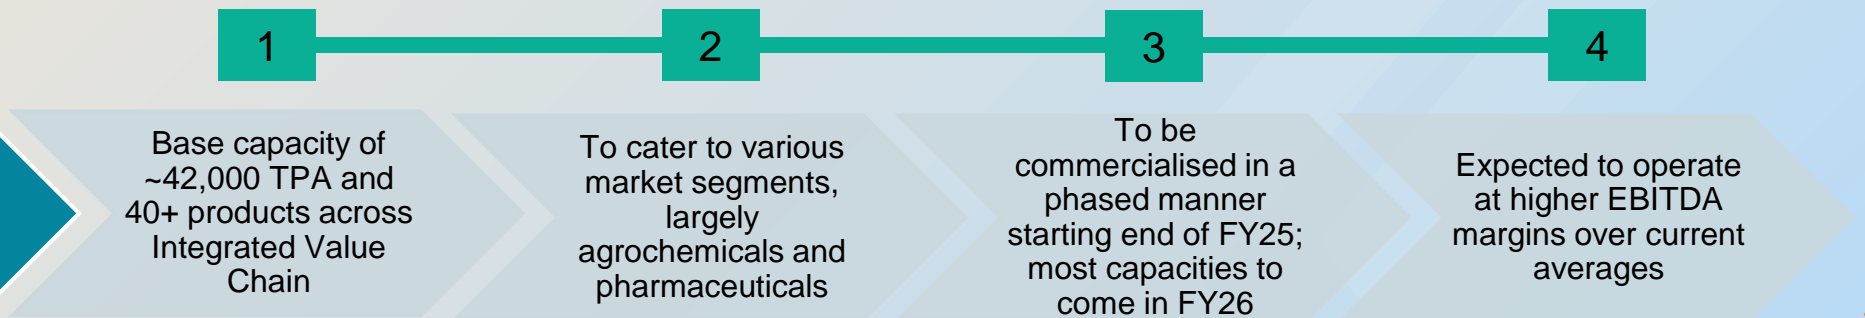 1
2
3
4
Base capacity of
~42,000 TPA and
40+ products across
Integrated Value
Chain
To cater to various
market segments,
largely
agrochemicals and
pharmaceuticals
To be
commercialised in a
phased manner
starting end of FY25;
most capacities to
come in FY26
Expected to operate
at higher EBITDA
margins over current
averages